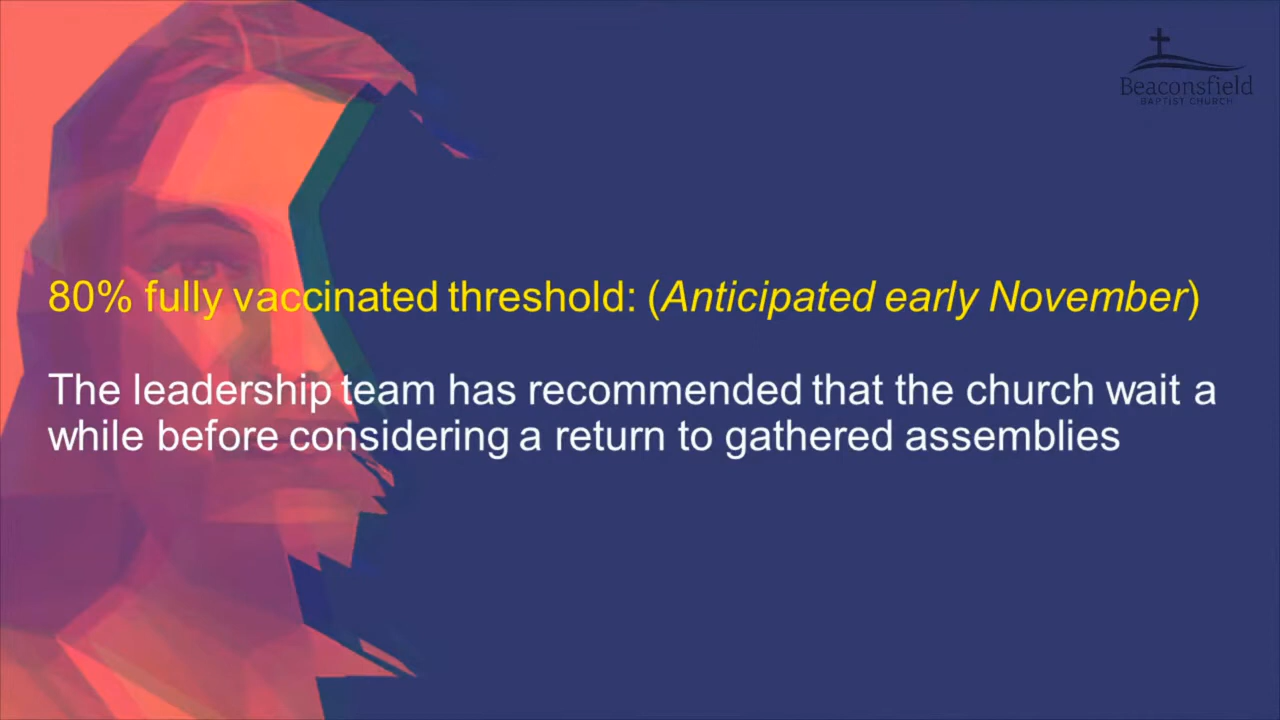 Beaconsfield
BAPTIST CHURCH
80% fully vaccinated threshold: (Anticipated early November)
The leadership team has recommended that the church wait a
while before considering a return to gathered assemblies